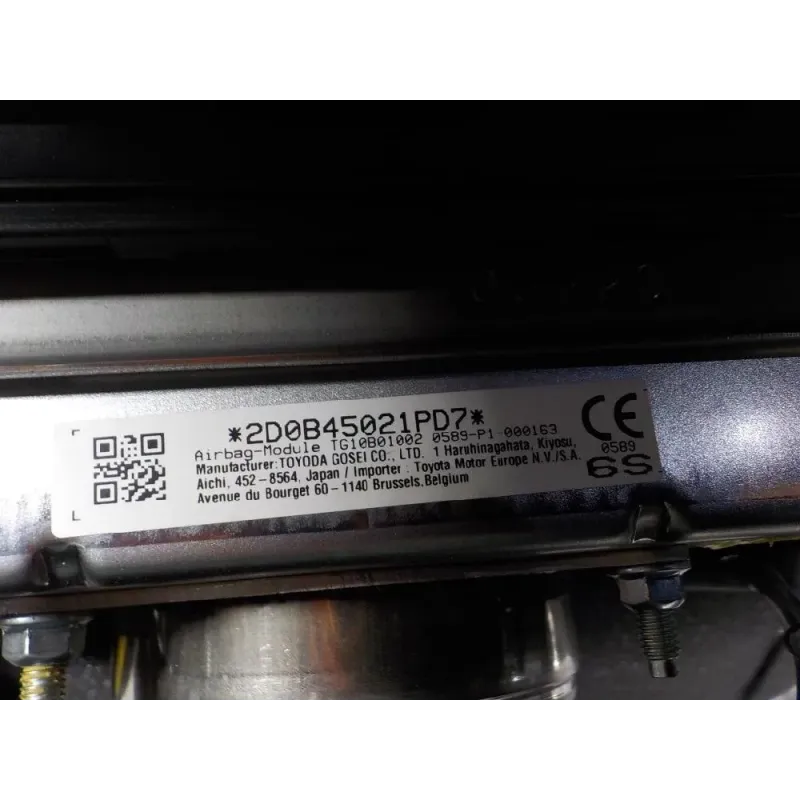 *2D0B45021PD7*
Airbag-Module TG10B01002 0589-P1-000163
Manufacturer:TOYODA GOSEI CO., LTD. 1 Haruhinagahata, Kiyosu,
Aichi, 452-8564, Japan / Importer : Toyota Motor Europe N.V./S.A.
Avenue du Bourget 60-1140 Brussels.Belgium
CE
0589
6S